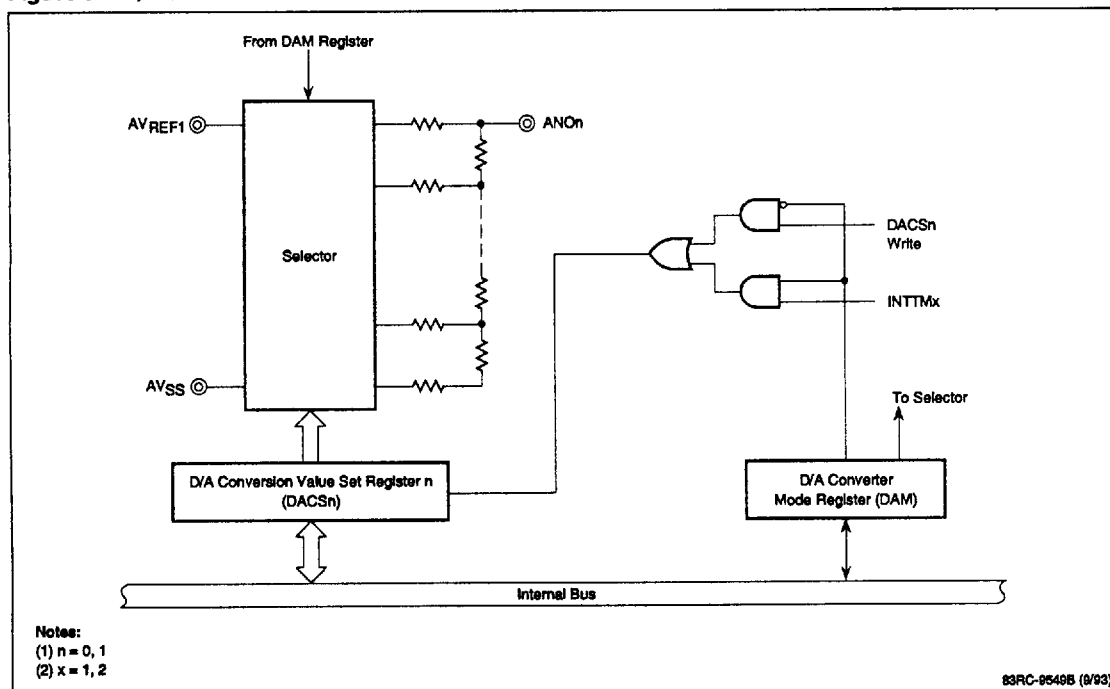 From DAM Register
AVREF1
ANOn
Selector
DACSn
Write
INTTMx
AVSS
To Selector
D/A Conversion Value Set Register n
(DACSn)
D/A Converter
Mode Register (DAM)
Internal Bus
Notes:
(1) n = 0, 1
(2) x = 1, 2
83RC-9549B (9/93)